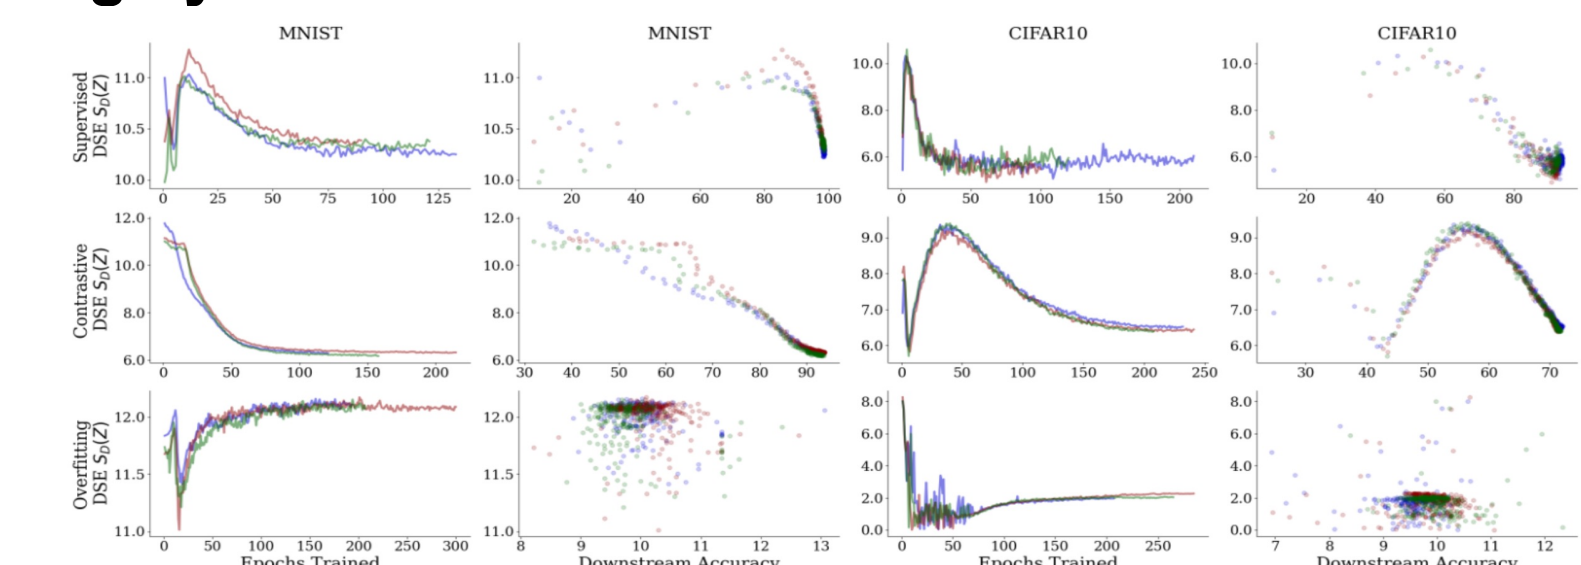 MNIST MNIST CIFAR10 CIFAR10
Supervised
DSE S_D(Z)
11.0 10.5 10.0
0 25 50 75 100 125
11.0 10.5 10.0
20 40 60 80 100
10.0 8.0 6.0
0 50 100 150 200
10.0 8.0 6.0
20 40 60 80
Contrastive
DSE S_D(Z)
12.0 10.0 8.0 6.0
0 50 100 150 200
12.0 10.0 8.0 6.0
30 40 50 60 70 80 90
9.0 8.0 7.0 6.0
0 50 100 150 200 250
9.0 8.0 7.0 6.0
30 40 50 60 70
Overfitting
DSE S_D(Z)
12.0 11.5 11.0
0 50 100 150 200 250 300
12.0 11.5 11.0
8 9 10 11 12 13
8.0 6.0 4.0 2.0 0.0
0 50 100 150 200 250
8.0 6.0 4.0 2.0 0.0
7 8 9 10 11 12
Epochs Trained Downstream Accuracy Epochs Trained Downstream Accuracy